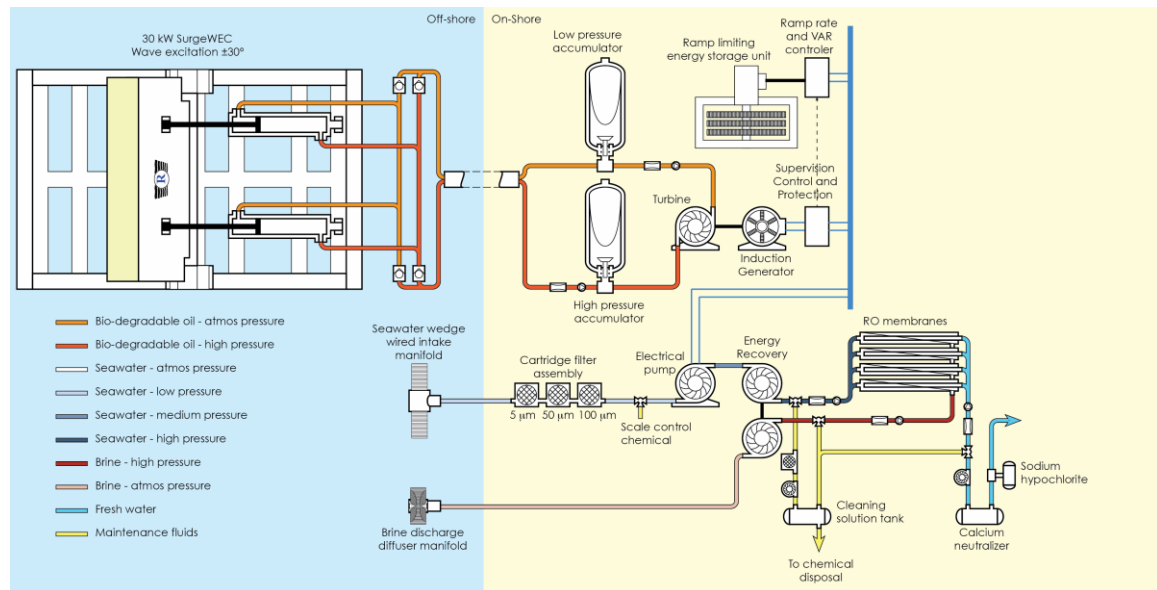 Off-shore
On-Shore
30 kW SurgeWEC
Wave excitation ±30°
Low pressure
accumulator
Ramp limiting
energy storage unit
Ramp rate
and VAR
controler
R
Turbine
Supervision
Control and
Protection
Induction
Generator
High pressure
accumulator
Bio-degradable oil - atmos pressure
Bio-degradable oil - high pressure
Seawater - atmos pressure
Seawater - low pressure
Seawater - medium pressure
Seawater - high pressure
Brine - high pressure
Brine - atmos pressure
Fresh water
Maintenance fluids
Seawater wedge
wired intake
manifold
Cartridge filter
assembly
5 µm 50 µm 100 µm
Scale control
chemical
Electrical
pump
Energy
Recovery
RO membranes
Sodium
hypochlorite
Cleaning
solution tank
Calcium
neutralizer
Brine discharge
diffuser manifold
To chemical
disposal